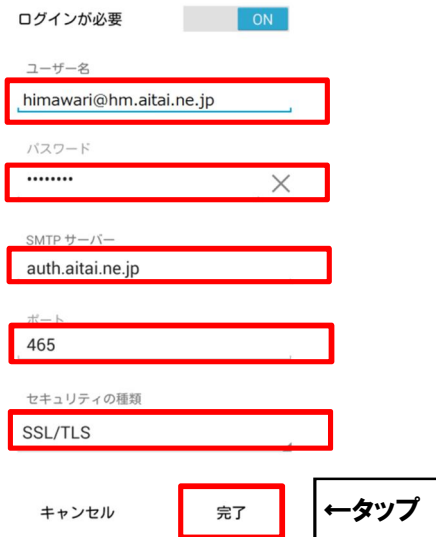 ログインが必要 ON
ユーザー名
himawari@hm.aitai.ne.jp
パスワード
••••••••
SMTP サーバー
auth.aitai.ne.jp
ポート
465
セキュリティの種類
SSL/TLS
キャンセル 完了 ←タップ